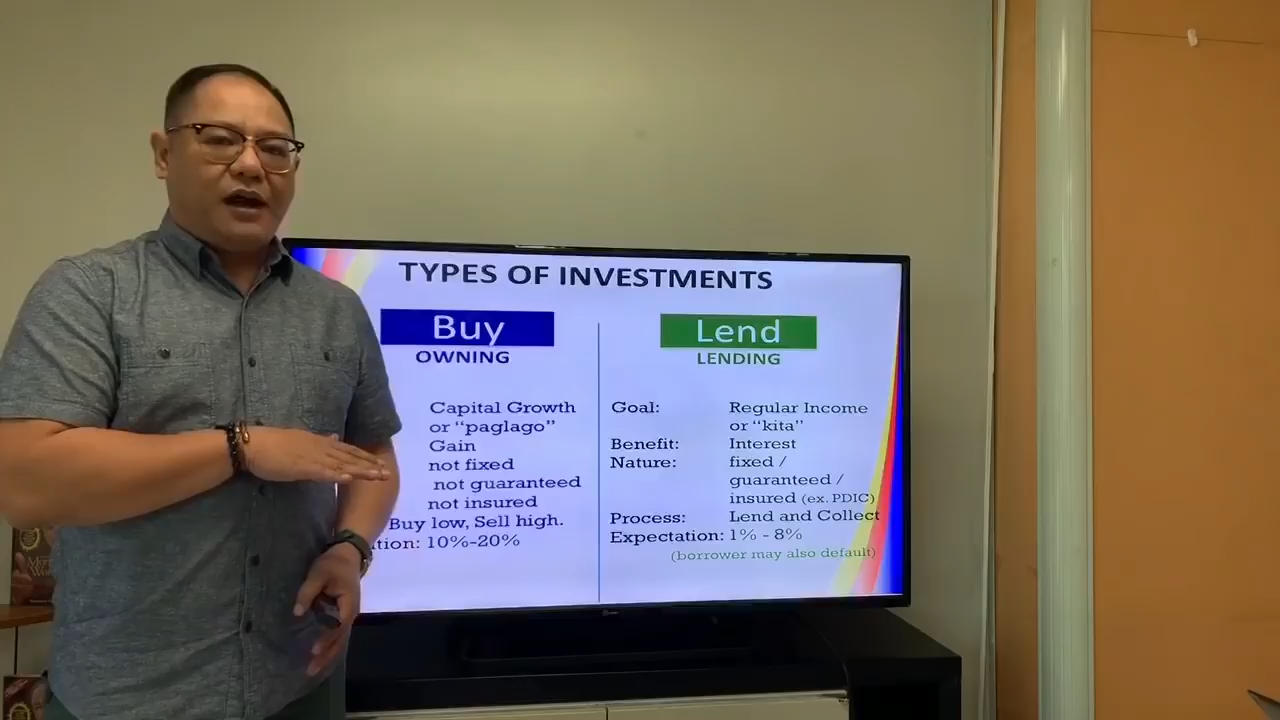 TYPES OF INVESTMENTS
Buy
OWNING
Capital Growth
or “paglago”
Gain
not fixed
not guaranteed
not insured
Buy low, Sell high.
tion: 10%-20%
Lend
LENDING
Goal: Regular Income
or “kita”
Benefit: Interest
Nature: fixed /
guaranteed /
insured (ex. PDIC)
Process: Lend and Collect
Expectation: 1% - 8%
(borrower may also default)